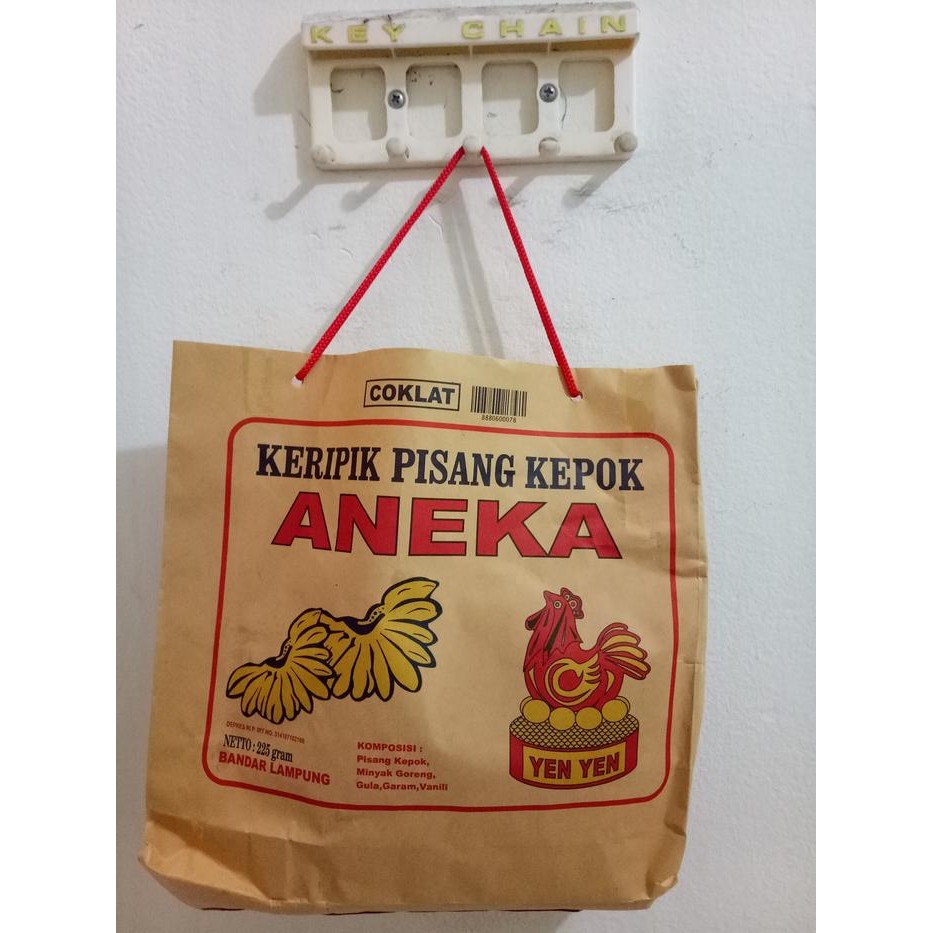 KEY CHAIN
COKLAT
8880600078
KERIPIK PISANG KEPOK
ANEKA
NETTO : 225 gram
BANDAR LAMPUNG
KOMPOSISI :
Pisang Kepok,
Minyak Goreng,
Gula,Garam,Vanili
YEN YEN